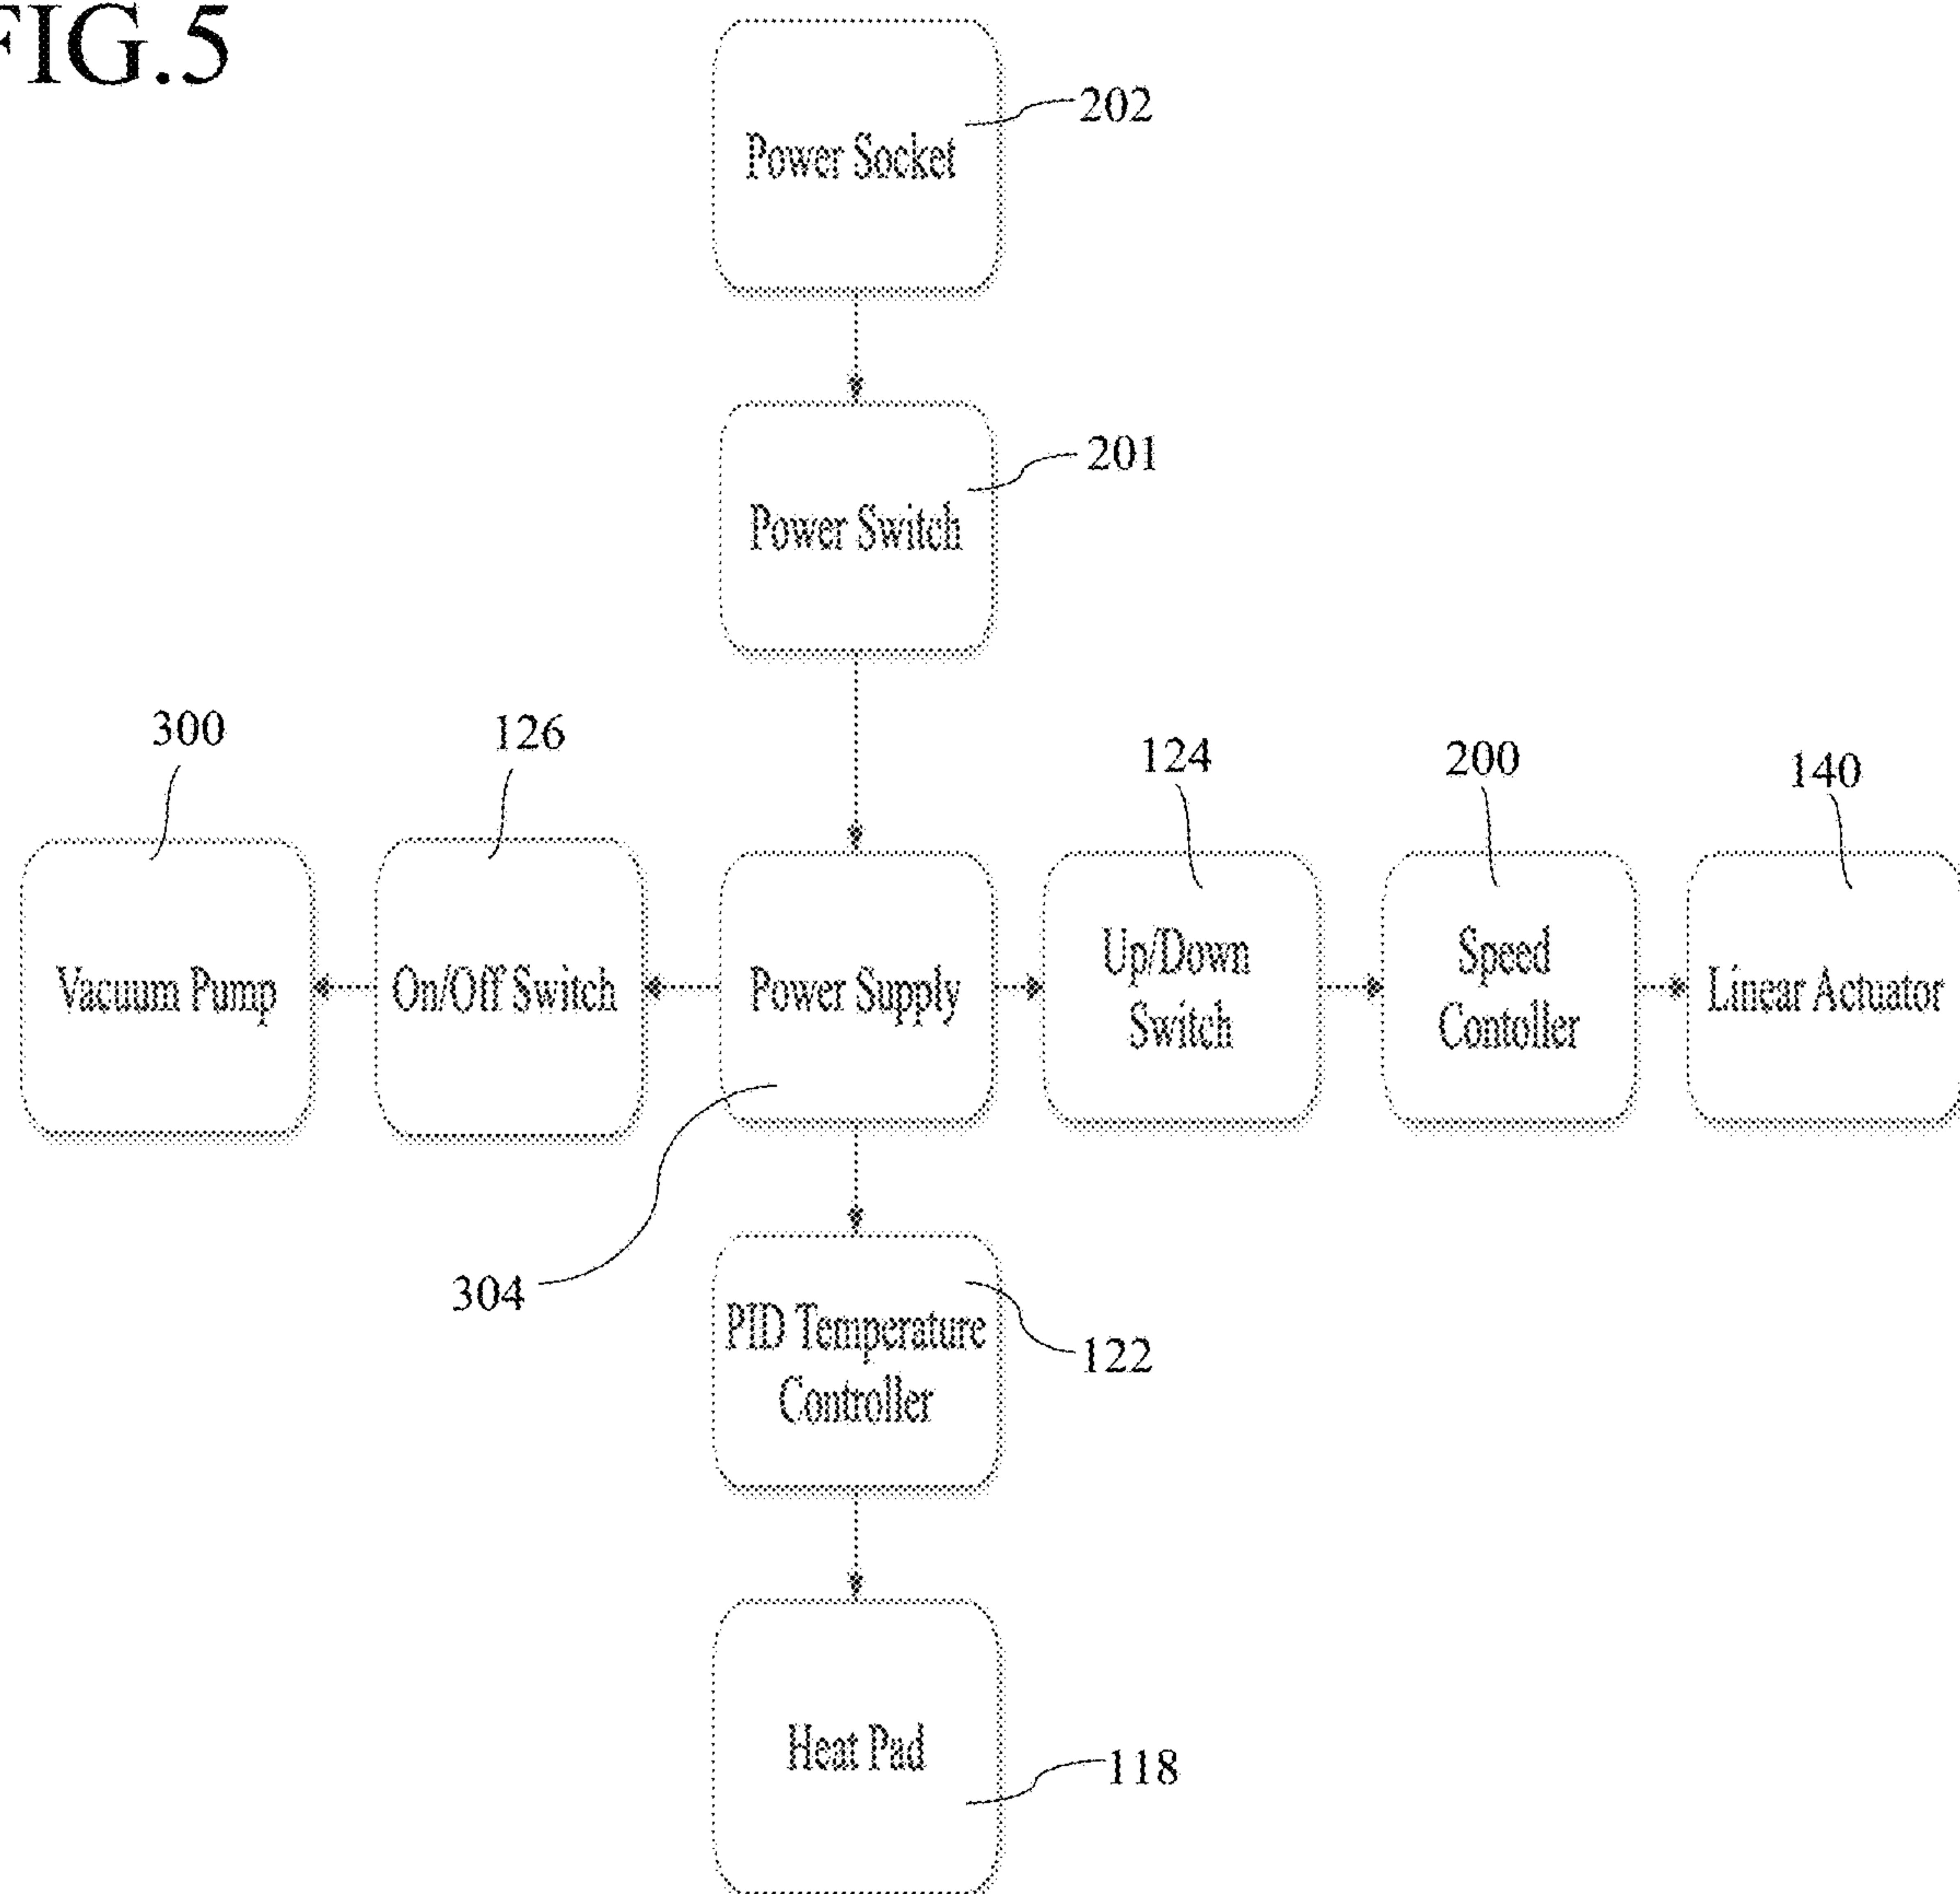 FIG.5
202
Power Socket
201
Power Switch
300
126
124
200
140
Vacuum Pump
On/Off Switch
Power Supply
Up/Down
Switch
Speed
Contoller
Linear Actuator
304
PID Temperature
Controller
122
Heat Pad
118